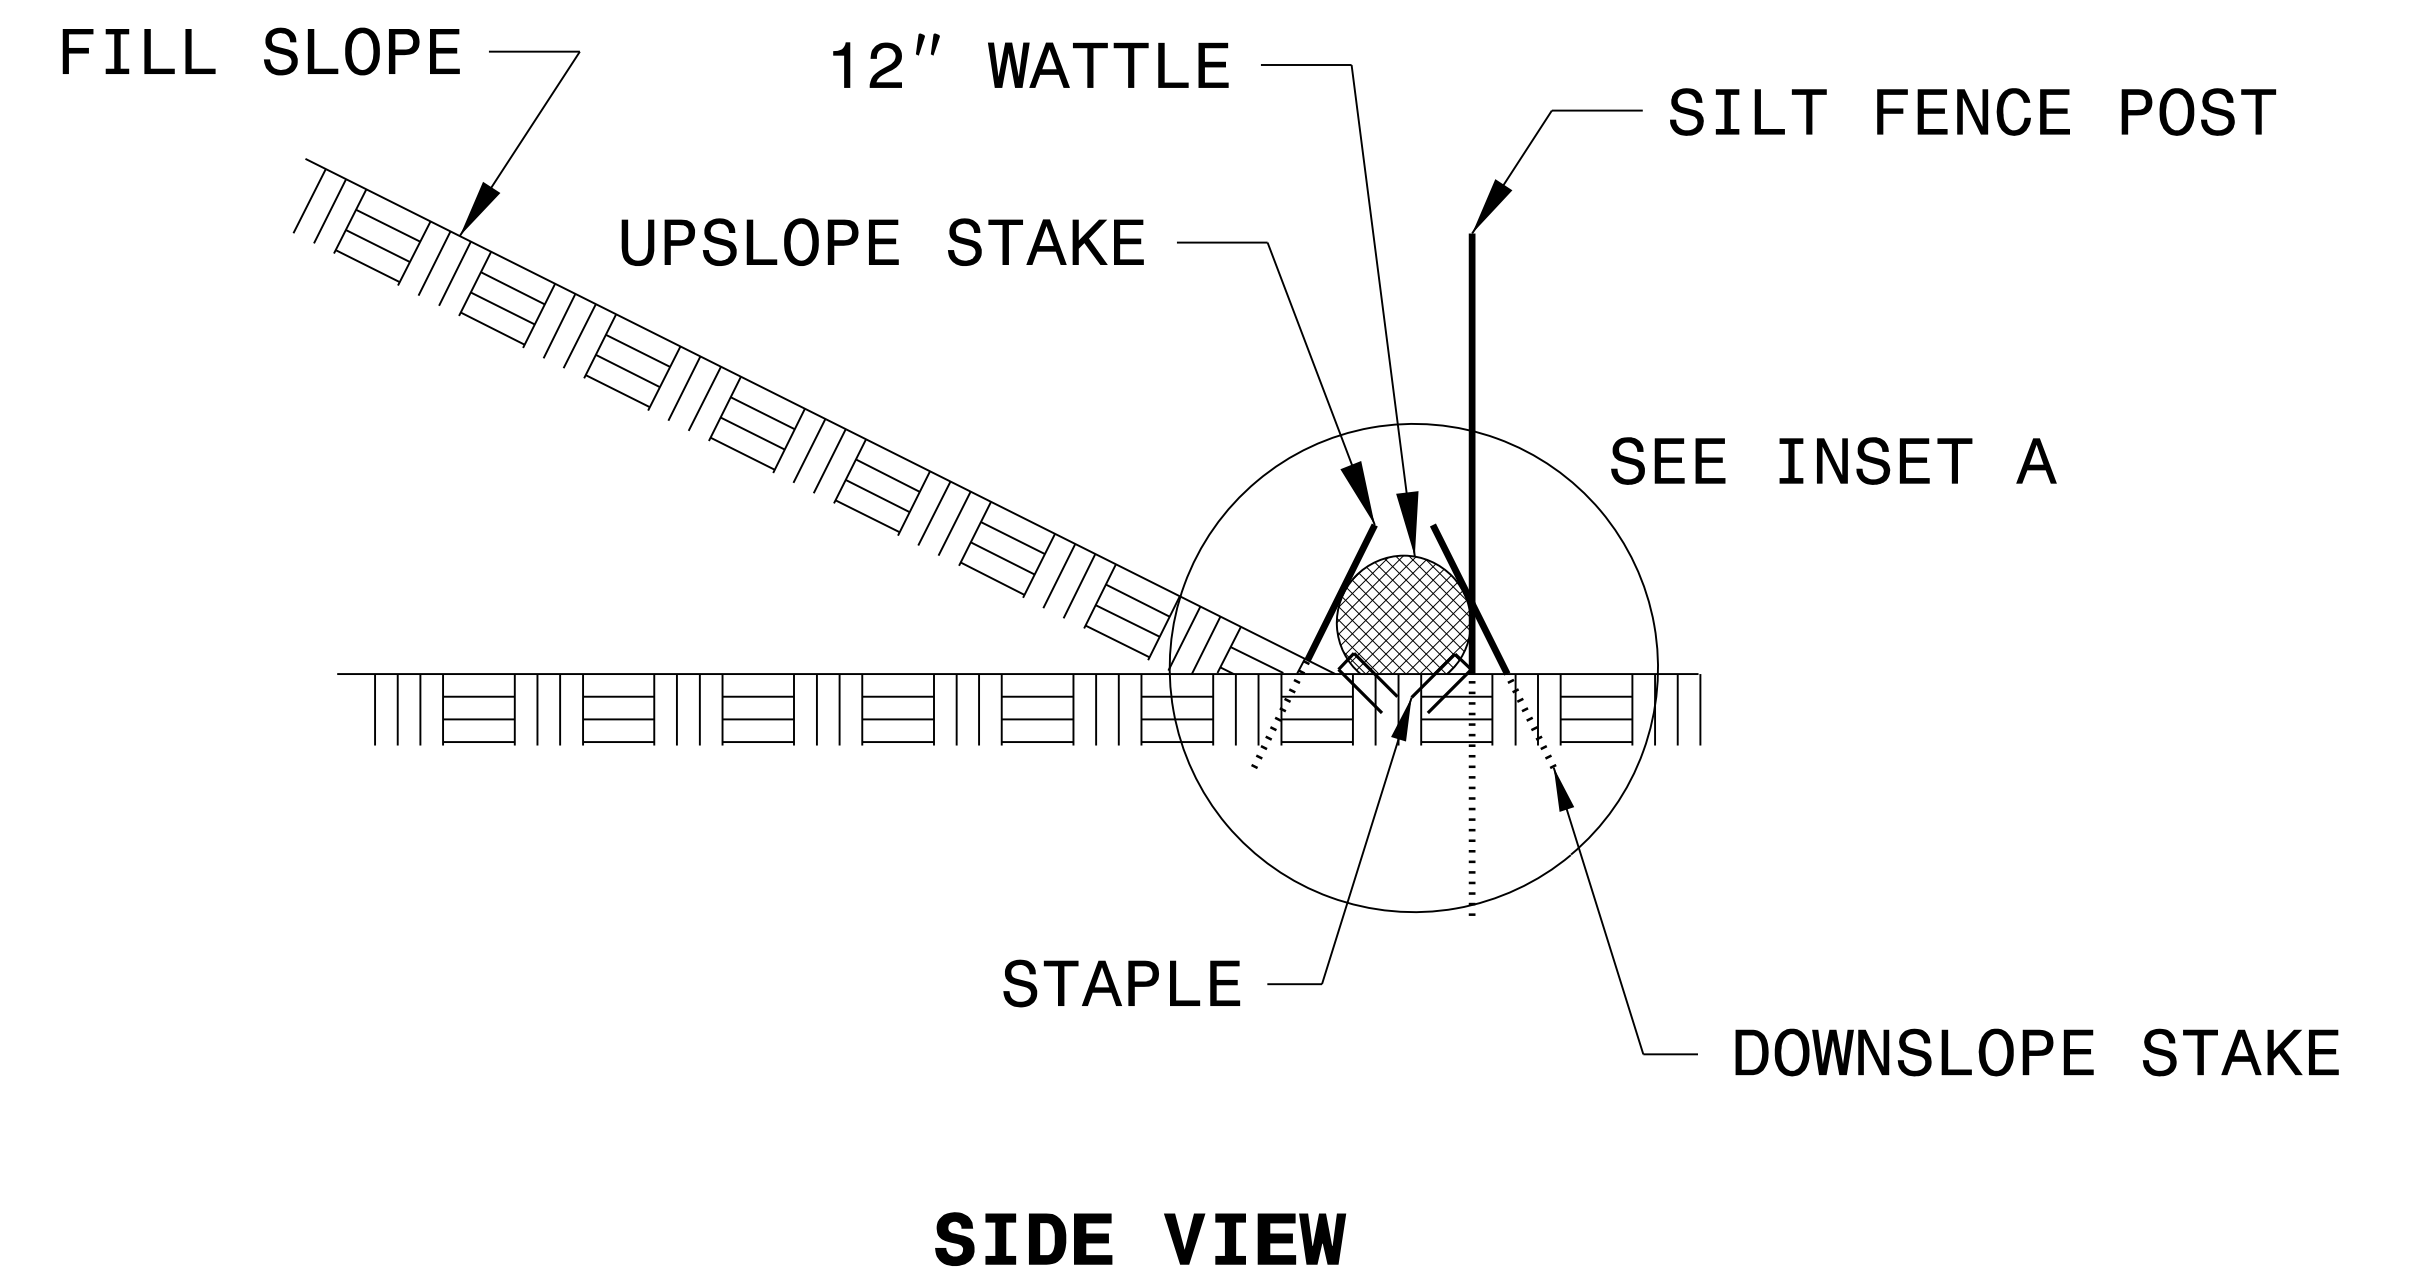 FILL SLOPE
12" WATTLE
SILT FENCE POST
UPSLOPE STAKE
SEE INSET A
STAPLE
DOWNSLOPE STAKE
SIDE VIEW